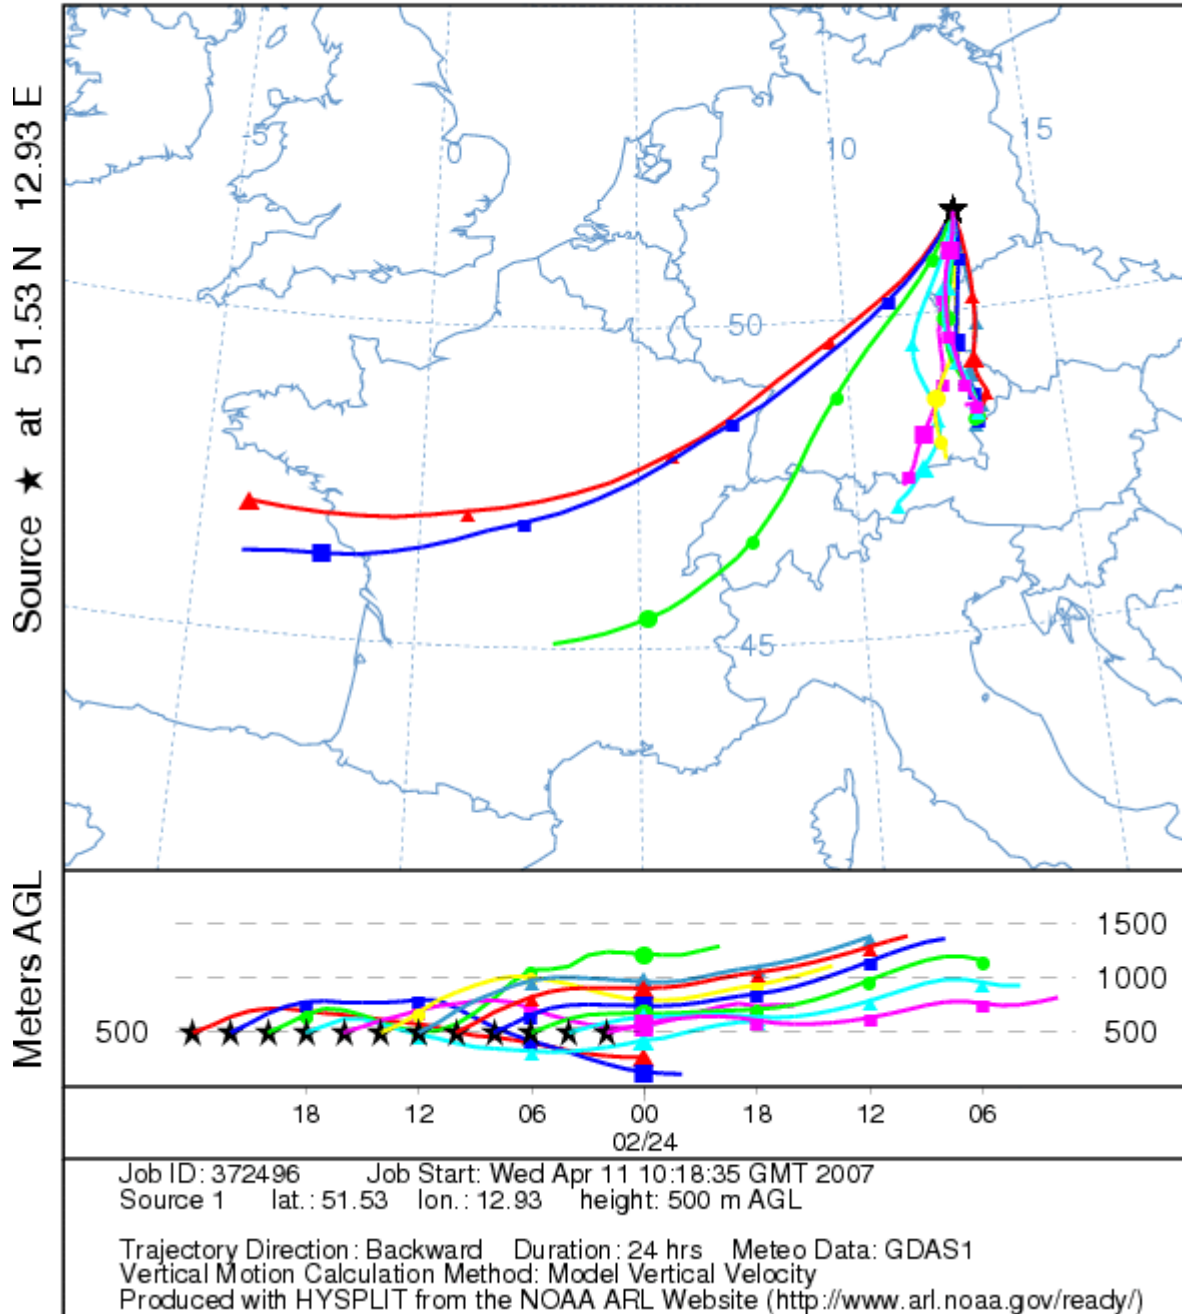 Source ★ at 51.53 N 12.93 E
-5
0
10
15
50
45
Meters AGL
1500
1000
500
500
18 12 06 00 18 12 06
02/24
Job ID: 372496 Job Start: Wed Apr 11 10:18:35 GMT 2007
Source 1 lat.: 51.53 lon.: 12.93 height: 500 m AGL
Trajectory Direction: Backward Duration: 24 hrs Meteo Data: GDAS1
Vertical Motion Calculation Method: Model Vertical Velocity
Produced with HYSPLIT from the NOAA ARL Website (http://www.arl.noaa.gov/ready/)